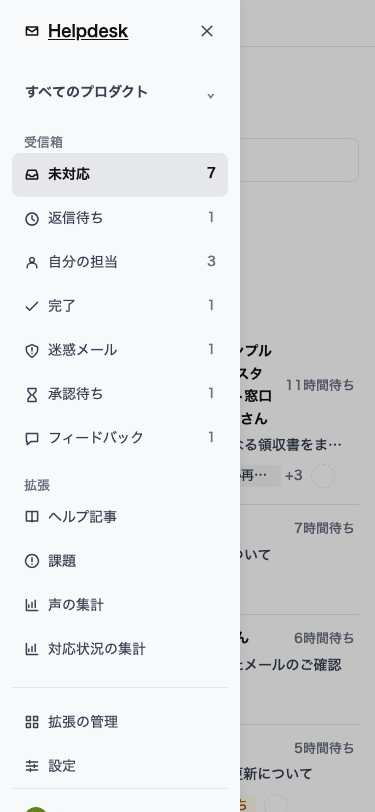 Helpdesk
すべてのプロダクト
受信箱
未対応 7
返信待ち 1
自分の担当 3
完了 1
迷惑メール 1
承認待ち 1
フィードバック 1
拡張
ヘルプ記事
課題
声の集計
対応状況の集計
拡張の管理
設定
ンプル
スタ
窓口
さん
11時間待ち
る領収書をま…
再… +3
7時間待ち
ついて
ん 6時間待ち
メールのご確認
5時間待ち
更新について